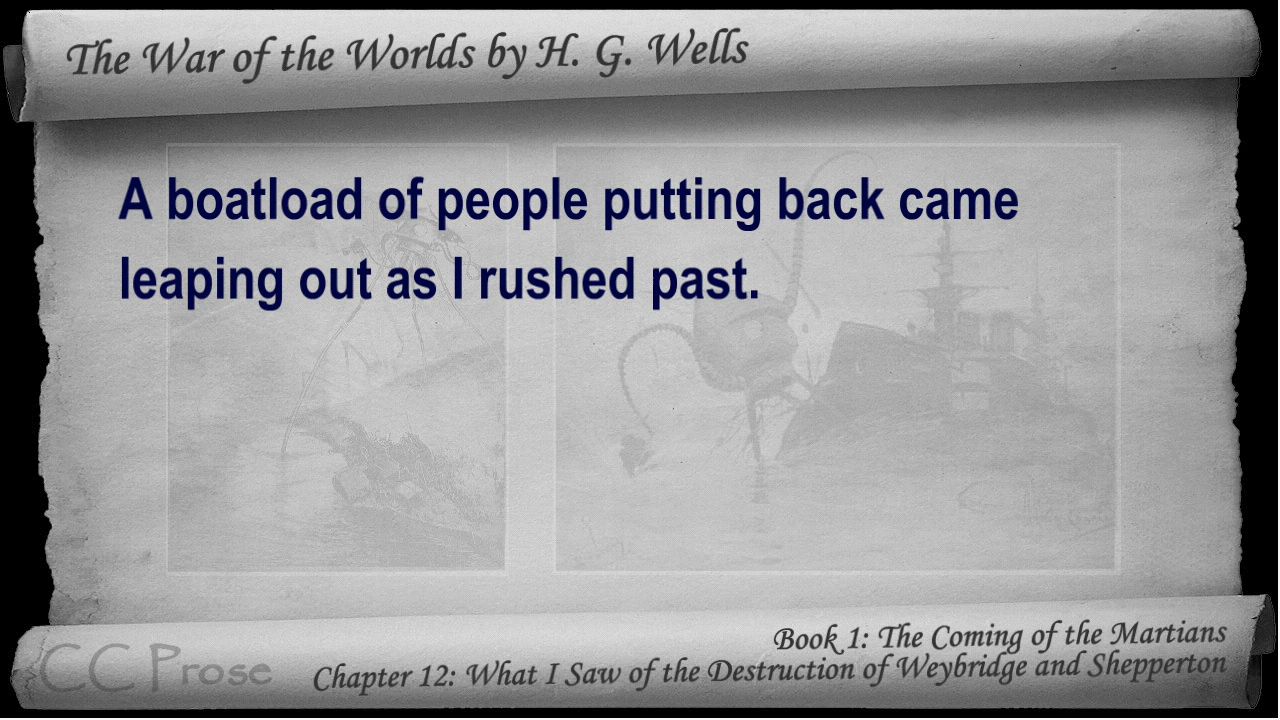 The War of the Worlds by H. G. Wells
A boatload of people putting back came
leaping out as I rushed past.
Book 1: The Coming of the Martians
Chapter 12: What I Saw of the Destruction of Weybridge and Shepperton
CC Prose